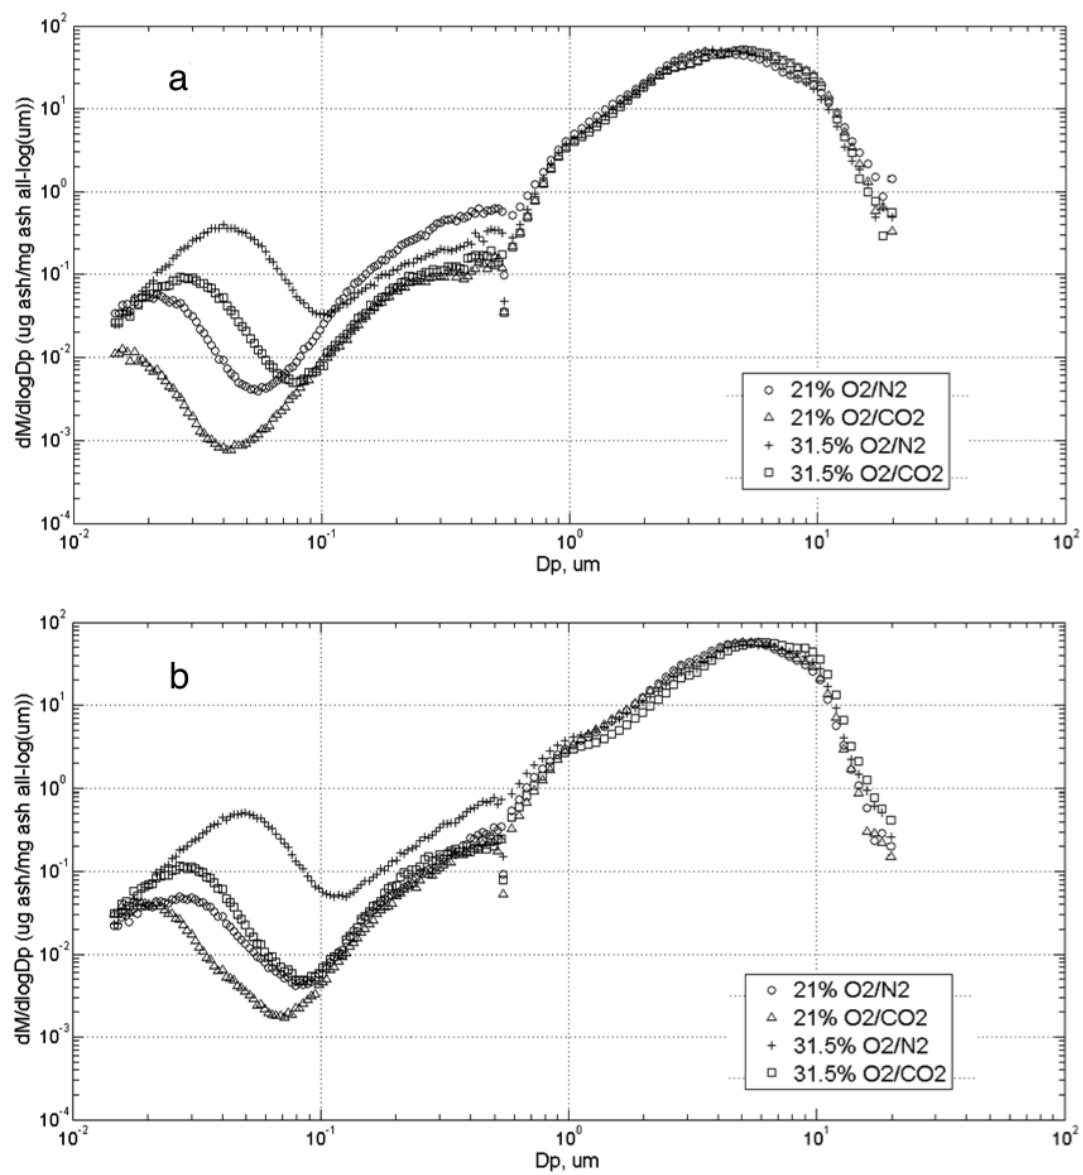 a
dM/dlogDp (ug ash/mg ash all-log(um))
10^2
10^1
10^0
10^-1
10^-2
10^-3
10^-4
21% O2/N2
21% O2/CO2
31.5% O2/N2
31.5% O2/CO2
10^-2 10^-1 10^0 10^1 10^2
Dp, um
b
dM/dlogDp (ug ash/mg ash all-log(um))
10^2
10^1
10^0
10^-1
10^-2
10^-3
10^-4
21% O2/N2
21% O2/CO2
31.5% O2/N2
31.5% O2/CO2
10^-2 10^-1 10^0 10^1 10^2
Dp, um